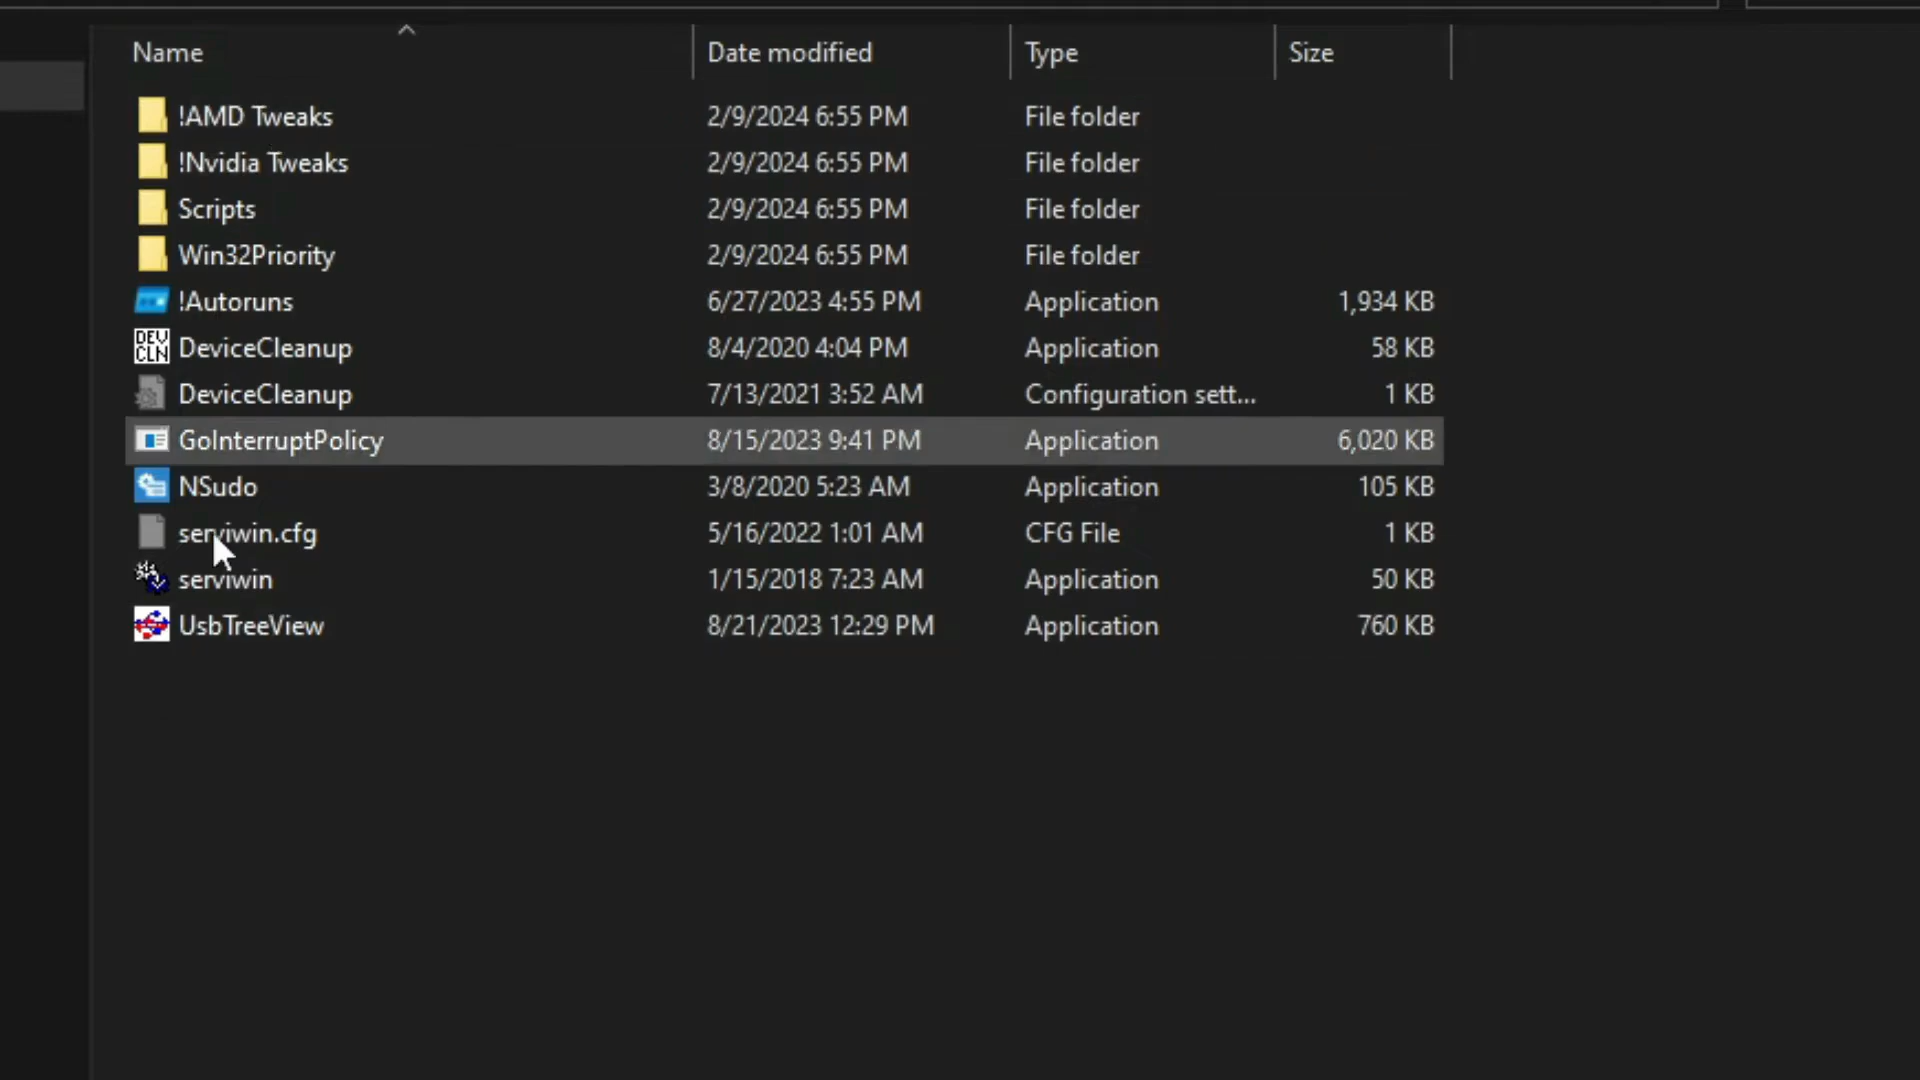 Name Date modified Type Size
!AMD Tweaks 2/9/2024 6:55 PM File folder
!Nvidia Tweaks 2/9/2024 6:55 PM File folder
Scripts 2/9/2024 6:55 PM File folder
Win32Priority 2/9/2024 6:55 PM File folder
!Autoruns 6/27/2023 4:55 PM Application 1,934 KB
DEV CLN DeviceCleanup 8/4/2020 4:04 PM Application 58 KB
DeviceCleanup 7/13/2021 3:52 AM Configuration sett... 1 KB
GoInterruptPolicy 8/15/2023 9:41 PM Application 6,020 KB
NSudo 3/8/2020 5:23 AM Application 105 KB
serviwin.cfg 5/16/2022 1:01 AM CFG File 1 KB
serviwin 1/15/2018 7:23 AM Application 50 KB
UsbTreeView 8/21/2023 12:29 PM Application 760 KB